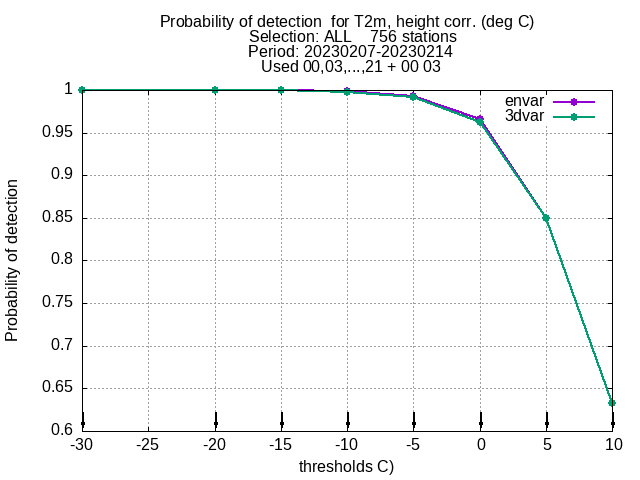 Probability of detection  for T2m, height corr. (deg C)
Selection: ALL    756 stations
Period: 20230207-20230214
Used 00,03,...,21 + 00 03
envar
3dvar
1
0.95
0.9
0.85
0.8
0.75
0.7
0.65
0.6
Probability of detection
-30 -25 -20 -15 -10 -5 0 5 10
thresholds C)